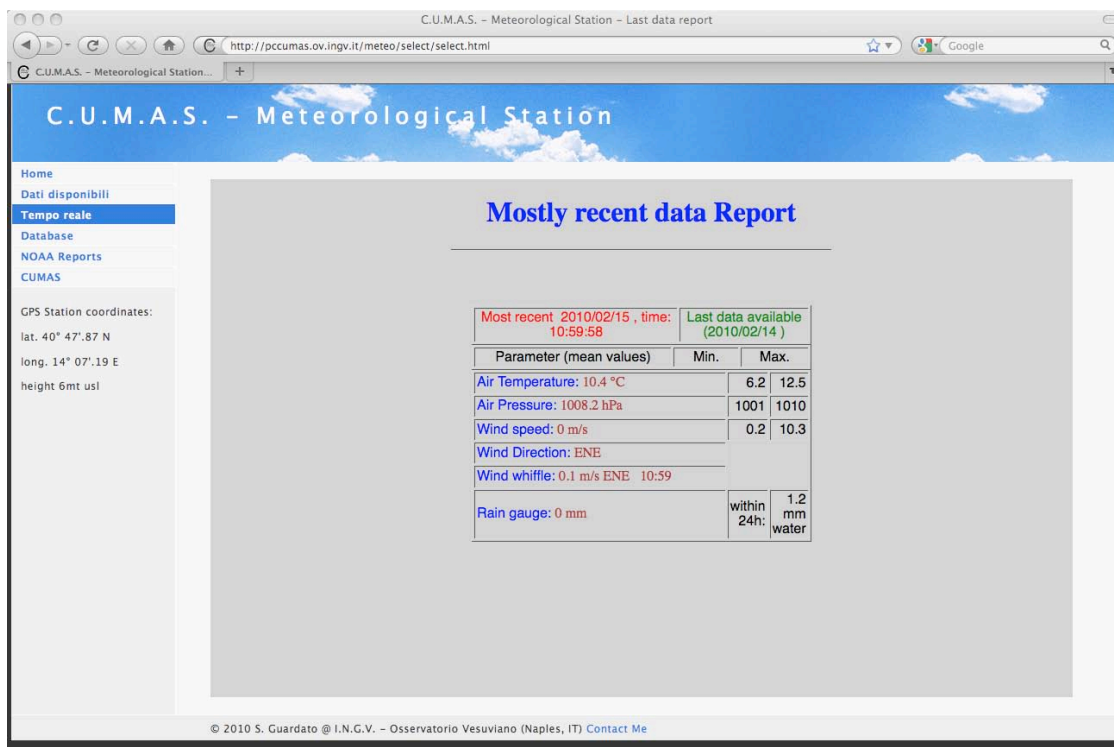 C.U.M.A.S. – Meteorological Station – Last data report
http://pccumas.ov.ingv.it/meteo/select/select.html
Google
C.U.M.A.S. – Meteorological Station...
+
C.U.M.A.S. – Meteorological Station
Home
Dati disponibili
Tempo reale
Database
NOAA Reports
CUMAS
GPS Station coordinates:
lat. 40° 47'.87 N
long. 14° 07'.19 E
height 6mt usl
Mostly recent data Report
Most recent 2010/02/15 , time:
10:59:58
Last data available
(2010/02/14 )
Parameter (mean values) Min. Max.
Air Temperature: 10.4 °C 6.2 12.5
Air Pressure: 1008.2 hPa 1001 1010
Wind speed: 0 m/s 0.2 10.3
Wind Direction: ENE
Wind whiffle: 0.1 m/s ENE 10:59
Rain gauge: 0 mm
within
24h:
1.2
mm
water
© 2010 S. Guardato @ I.N.G.V. – Osservatorio Vesuviano (Naples, IT) Contact Me